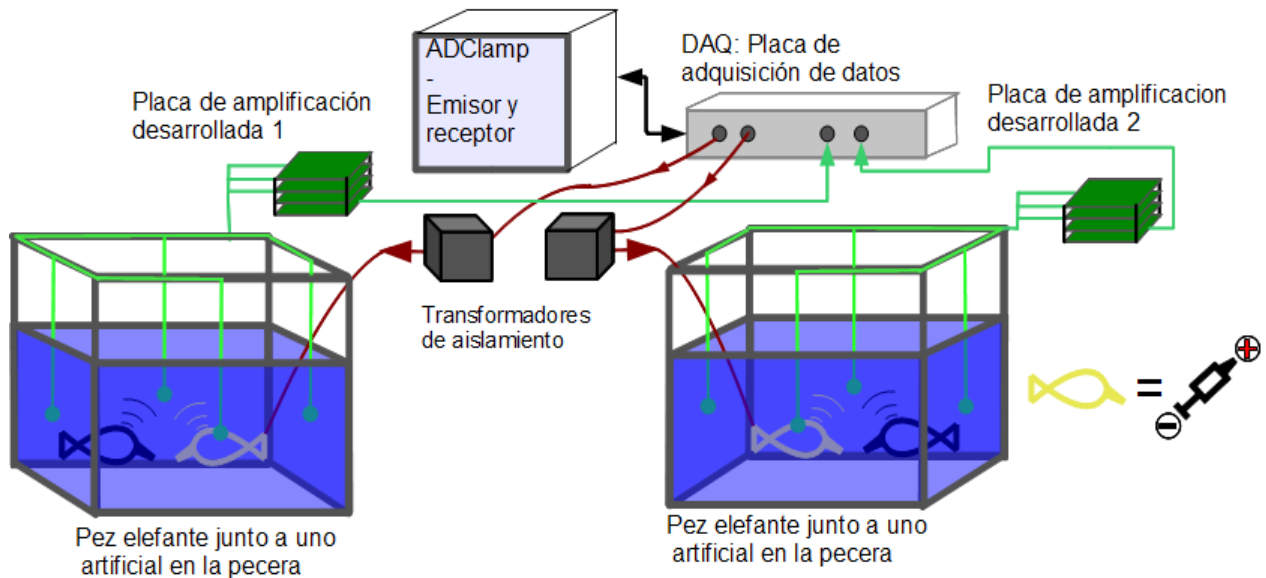 ADClamp
-
Emisor y
receptor
DAQ: Placa de
adquisición de datos
Placa de amplificación
desarrollada 1
Placa de amplificacion
desarrollada 2
Transformadores
de aislamiento
=
Pez elefante junto a uno
artificial en la pecera
Pez elefante junto a uno
artificial en la pecera